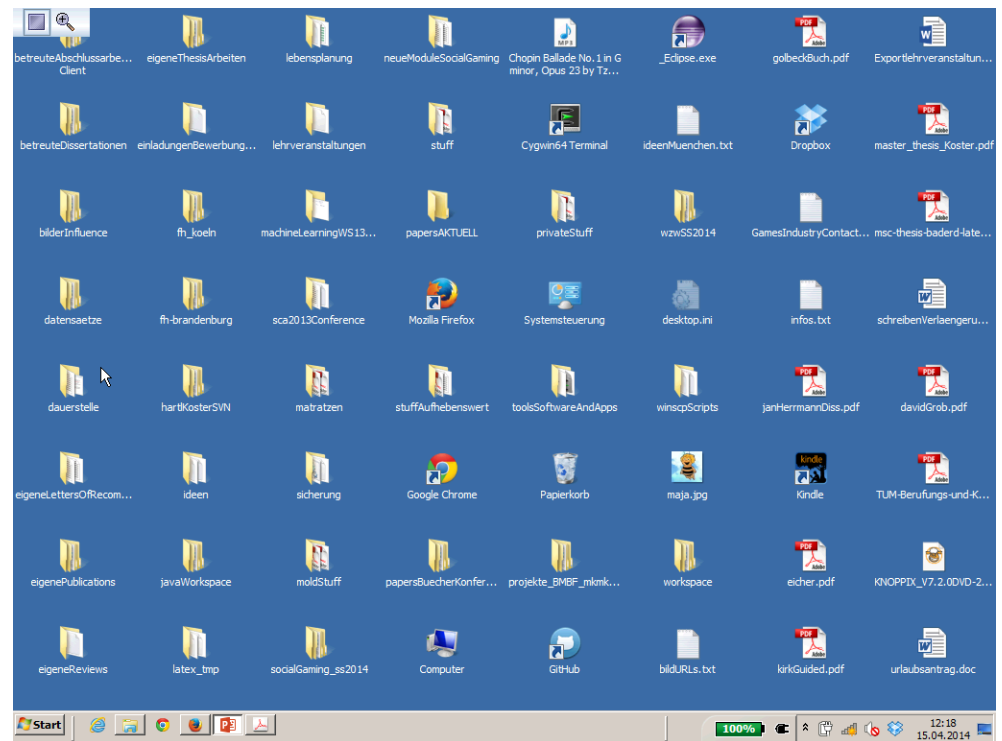 betreuteAbschlussarbe...
Client
eigeneThesisArbeiten
lebensplanung
neueModuleSocialGaming
Chopin Ballade No. 1 in G
minor, Opus 23 by Tz...
_Eclipse.exe
golbeckBuch.pdf
Exportlehrveranstaltun...
betreuteDissertationen
einladungenBewerbung...
lehrveranstaltungen
stuff
Cygwin64 Terminal
ideenMuenchen.txt
Dropbox
master_thesis_Koster.pdf
bilderInfluence
fh_koeln
machineLearningWS13...
papersAKTUELL
privateStuff
wzwSS2014
GamesIndustryContact...
msc-thesis-baderd-late...
datensaetze
fh-brandenburg
sca2013Conference
Mozilla Firefox
Systemsteuerung
desktop.ini
infos.txt
schreibenVerlaengeru...
dauerstelle
hartlKosterSVN
matratzen
stuffAufhebenswert
toolsSoftwareAndApps
winscpScripts
janHerrmannDiss.pdf
davidGrob.pdf
eigeneLettersOfRecom...
ideen
sicherung
Google Chrome
Papierkorb
maja.jpg
Kindle
TUM-Berufungs-und-K...
eigenePublications
javaWorkspace
moldStuff
papersBuecherKonfer...
projekte_BMBF_mkmk...
workspace
eicher.pdf
KNOPPIX_V7.2.0DVD-2...
eigeneReviews
latex_tmp
socialGaming_ss2014
Computer
GitHub
bildURLs.txt
kirkGuided.pdf
urlaubsantrag.doc
Start
100%
12:18
15.04.2014